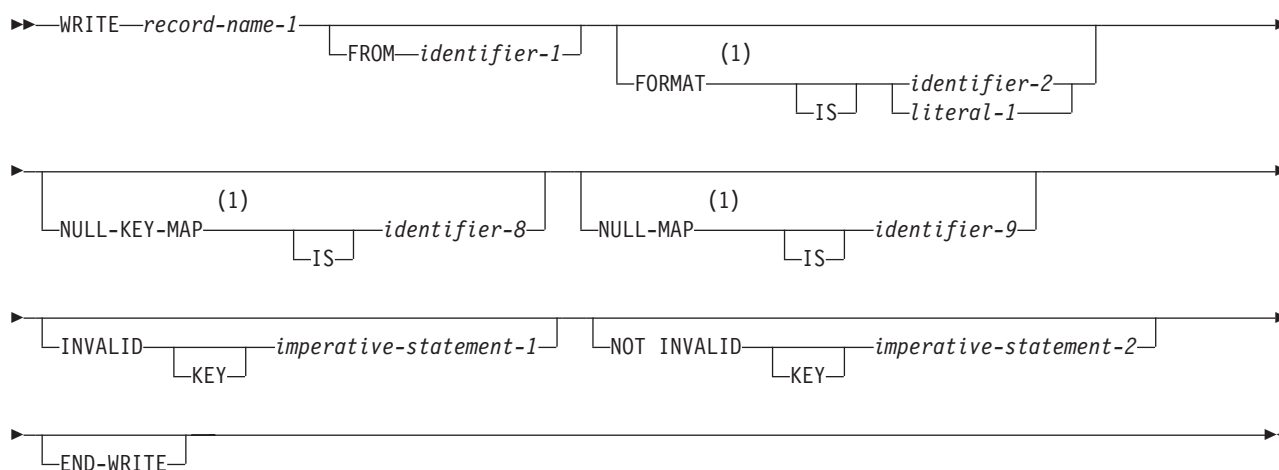 WRITE record-name-1
FROM identifier-1
(1)
FORMAT IS identifier-2
literal-1
(1) (1)
NULL-KEY-MAP IS identifier-8 NULL-MAP IS identifier-9
INVALID KEY imperative-statement-1 NOT INVALID KEY imperative-statement-2
END-WRITE